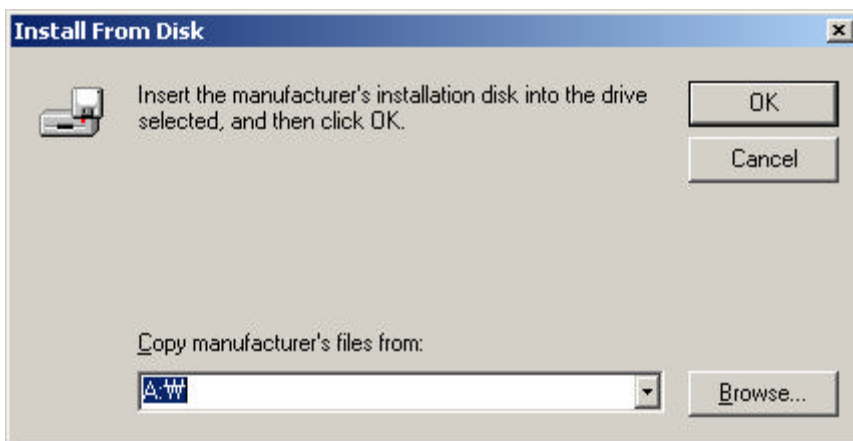 Install From Disk
Insert the manufacturer's installation disk into the drive
selected, and then click OK.
OK
Cancel
Copy manufacturer's files from:
A:₩
Browse...